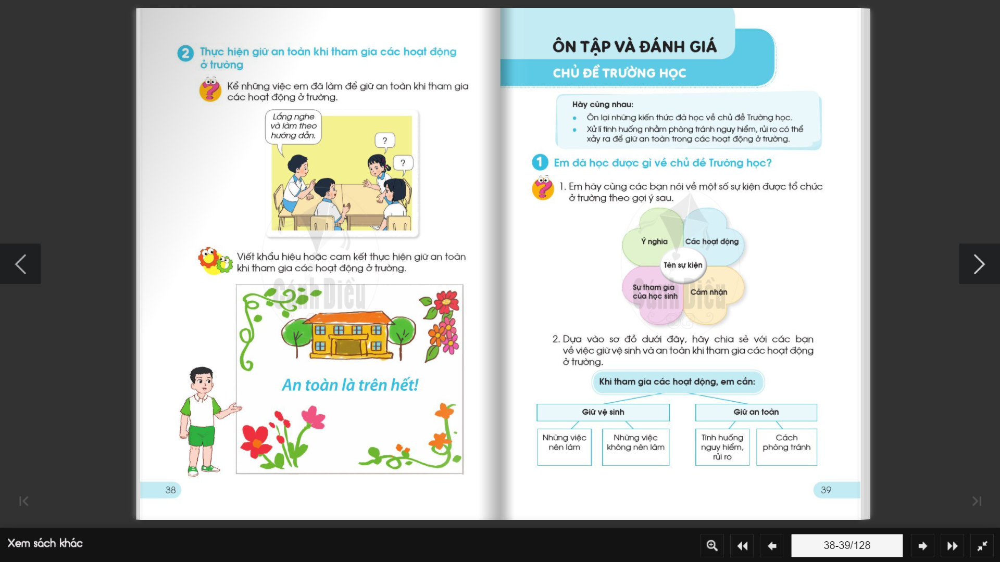 2 Thực hiện giữ an toàn khi tham gia các hoạt động
ở trường
Kể những việc em đã làm để giữ an toàn khi tham gia
các hoạt động ở trường.
Lắng nghe
và làm theo
hướng dẫn.
?
?
Viết khẩu hiệu hoặc cam kết thực hiện giữ an toàn
khi tham gia các hoạt động ở trường.
Cánh Diều
An toàn là trên hết!
38
ÔN TẬP VÀ ĐÁNH GIÁ
CHỦ ĐỀ TRƯỜNG HỌC
Hãy cùng nhau:
• Ôn lại những kiến thức đã học về chủ đề Trường học.
• Xử lí tình huống nhằm phòng tránh nguy hiểm, rủi ro có thể
xảy ra để giữ an toàn trong các hoạt động ở trường.
1 Em đã học được gì về chủ đề Trường học?
1. Em hãy cùng các bạn nói về một số sự kiện được tổ chức
ở trường theo gợi ý sau.
Ý nghĩa
Các hoạt động
Tên sự kiện
Sự tham gia
của học sinh
Cảm nhận
Cánh Diều
2. Dựa vào sơ đồ dưới đây, hãy chia sẻ với các bạn
về việc giữ vệ sinh và an toàn khi tham gia các hoạt động
ở trường.
Khi tham gia các hoạt động, em cần:
Giữ vệ sinh
Giữ an toàn
Những việc
nên làm
Những việc
không nên làm
Tình huống
nguy hiểm,
rủi ro
Cách
phòng tránh
39
Xem sách khác
38-39/128